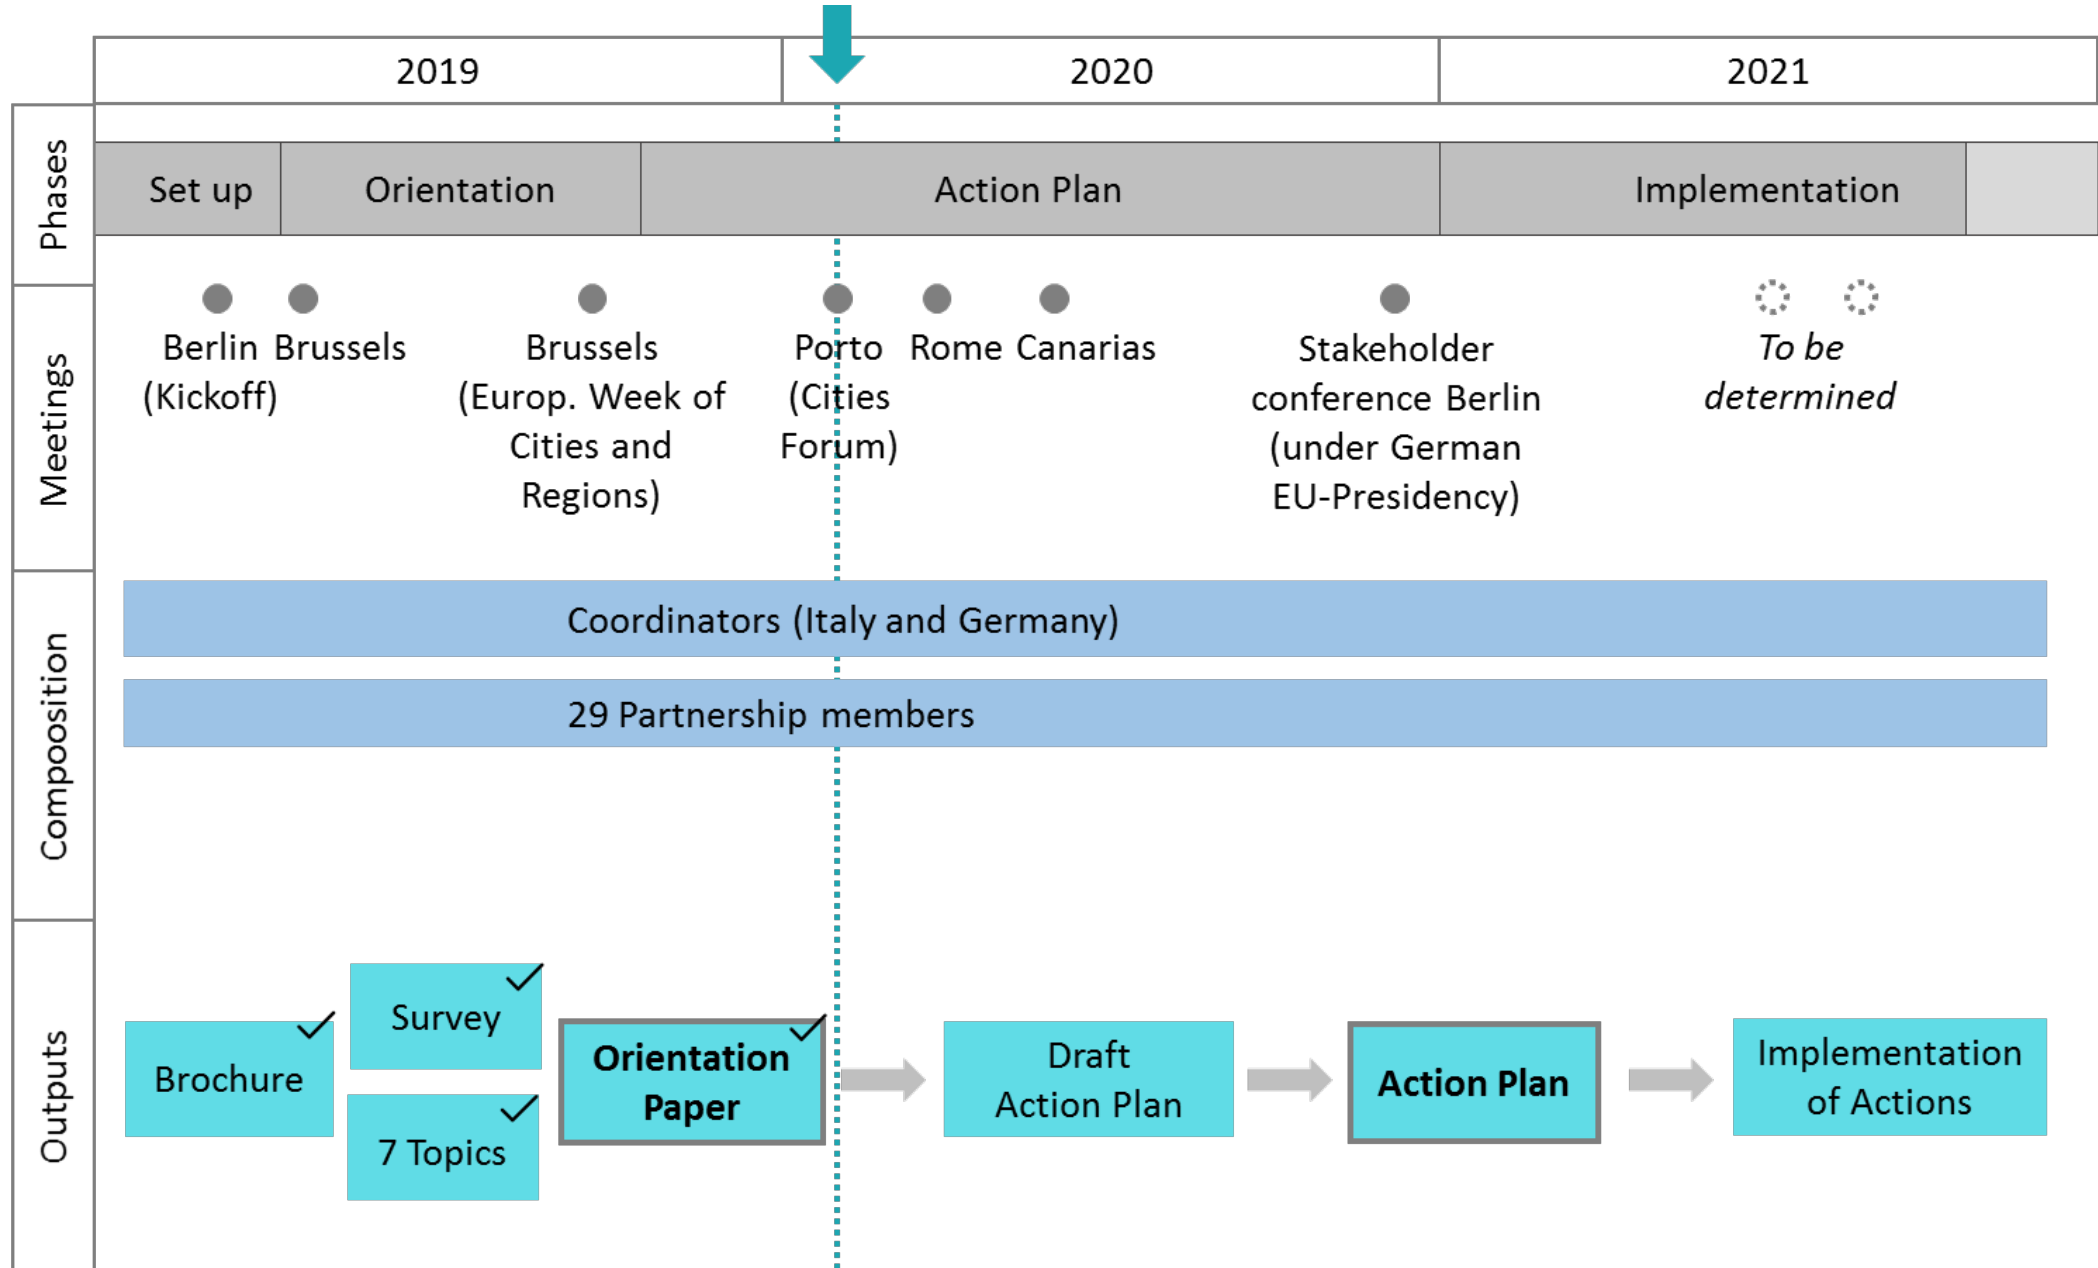 2019
2020
2021
Phases
Set up
Orientation
Action Plan
Implementation
Meetings
Berlin
(Kickoff)
Brussels
Brussels
(Europ. Week of
Cities and
Regions)
Porto
(Cities
Forum)
Rome
Canarias
Stakeholder
conference Berlin
(under German
EU-Presidency)
To be
determined
Composition
Coordinators (Italy and Germany)
29 Partnership members
Outputs
Brochure
Survey
7 Topics
Orientation
Paper
Draft
Action Plan
Action Plan
Implementation
of Actions